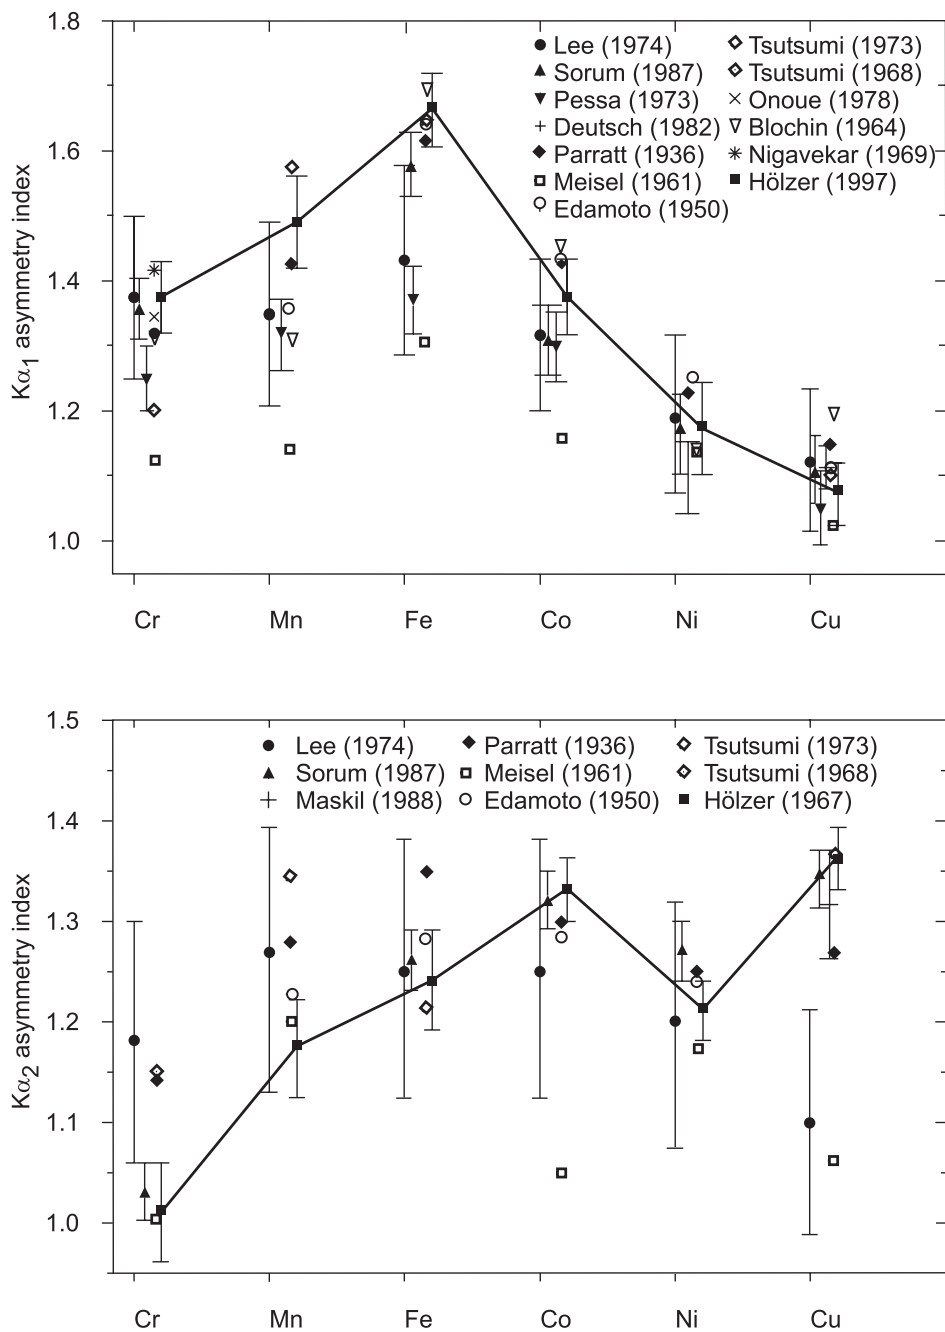 1.8
1.6
1.4
1.2
1.0
Kα1 asymmetry index
Lee (1974)
Sorum (1987)
Pessa (1973)
Deutsch (1982)
Parratt (1936)
Meisel (1961)
Edamoto (1950)
Tsutsumi (1973)
Tsutsumi (1968)
Onoue (1978)
Blochin (1964)
Nigavekar (1969)
Hölzer (1997)
Cr Mn Fe Co Ni Cu
1.5
1.4
1.3
1.2
1.1
1.0
Kα2 asymmetry index
Lee (1974)
Sorum (1987)
Maskil (1988)
Parratt (1936)
Meisel (1961)
Edamoto (1950)
Tsutsumi (1973)
Tsutsumi (1968)
Hölzer (1967)
Cr Mn Fe Co Ni Cu